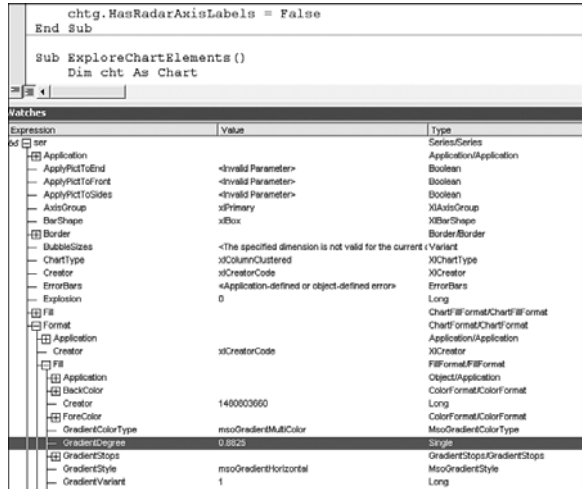 chtg.HasRadarAxisLabels = False
End Sub
Sub ExploreChartElements()
Dim cht As Chart
Watches
Expression Value Type
ser Series/Series
Application Application/Application
ApplyPictToEnd <Invalid Parameter> Boolean
ApplyPictToFront <Invalid Parameter> Boolean
ApplyPictToSides <Invalid Parameter> Boolean
AxisGroup xlPrimary XlAxisGroup
BarShape xlBox XlBarShape
Border Border/Border
BubbleSizes <The specified dimension is not valid for the current c Variant
ChartType xlColumnClustered XlChartType
Creator xlCreatorCode XlCreator
ErrorBars <Application-defined or object-defined error> ErrorBars
Explosion 0 Long
Fill ChartFillFormat/ChartFillFormat
Format ChartFormat/ChartFormat
Application Application/Application
Creator xlCreatorCode XlCreator
Fill FillFormat/FillFormat
Application Object/Application
BackColor ColorFormat/ColorFormat
Creator 1480803660 Long
ForeColor ColorFormat/ColorFormat
GradientColorType msoGradientMultiColor MsoGradientColorType
GradientDegree 0.8825 Single
GradientStops GradientStops/GradientStops
GradientStyle msoGradientHorizontal MsoGradientStyle
GradientVariant 1 Long